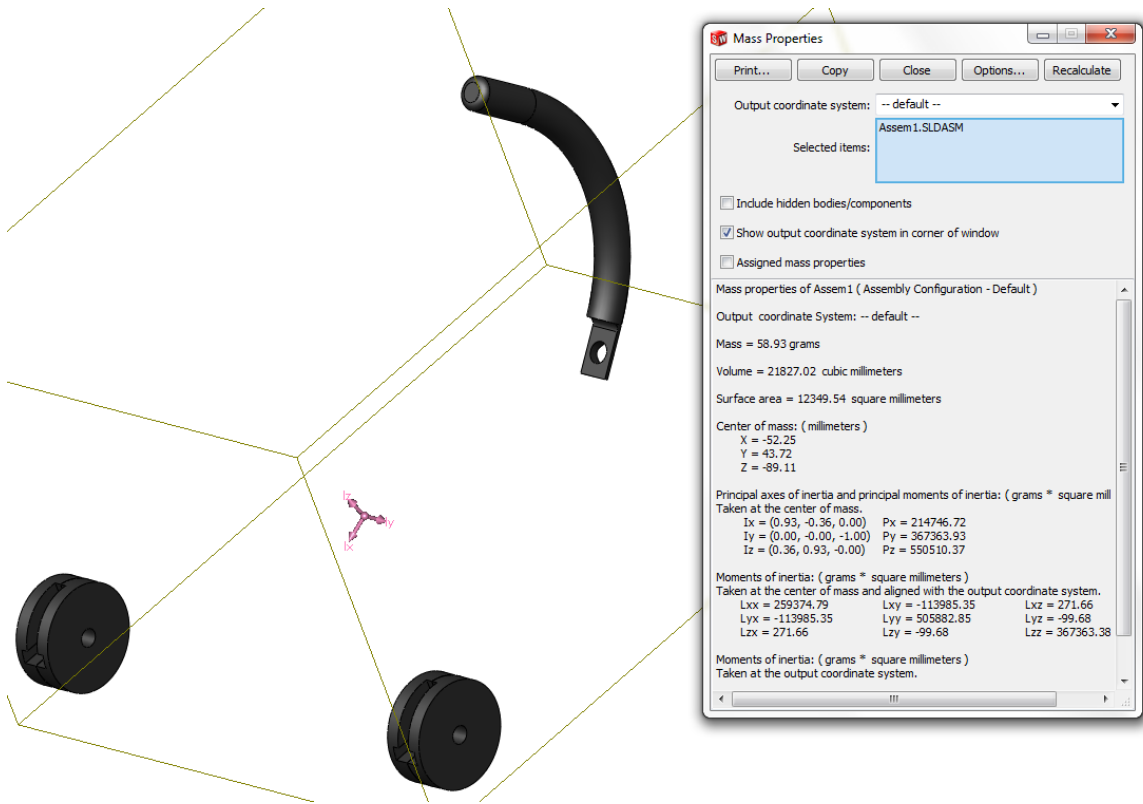 SW Mass Properties
Print... Copy Close Options... Recalculate
Output coordinate system: -- default --
Assem1.SLDASM
Selected items:
Include hidden bodies/components
Show output coordinate system in corner of window
Assigned mass properties
Mass properties of Assem1 ( Assembly Configuration - Default )
Output coordinate System: -- default --
Mass = 58.93 grams
Volume = 21827.02 cubic millimeters
Surface area = 12349.54 square millimeters
Center of mass: ( millimeters )
X = -52.25
Y = 43.72
Z = -89.11
Principal axes of inertia and principal moments of inertia: ( grams * square mill
Taken at the center of mass.
Ix = (0.93, -0.36, 0.00) Px = 214746.72
Iy = (0.00, -0.00, -1.00) Py = 367363.93
Iz = (0.36, 0.93, -0.00) Pz = 550510.37
Moments of inertia: ( grams * square millimeters )
Taken at the center of mass and aligned with the output coordinate system.
Lxx = 259374.79 Lxy = -113985.35 Lxz = 271.66
Lyx = -113985.35 Lyy = 505882.85 Lyz = -99.68
Lzx = 271.66 Lzy = -99.68 Lzz = 367363.38
Moments of inertia: ( grams * square millimeters )
Taken at the output coordinate system.
Iz
Iy
Ix